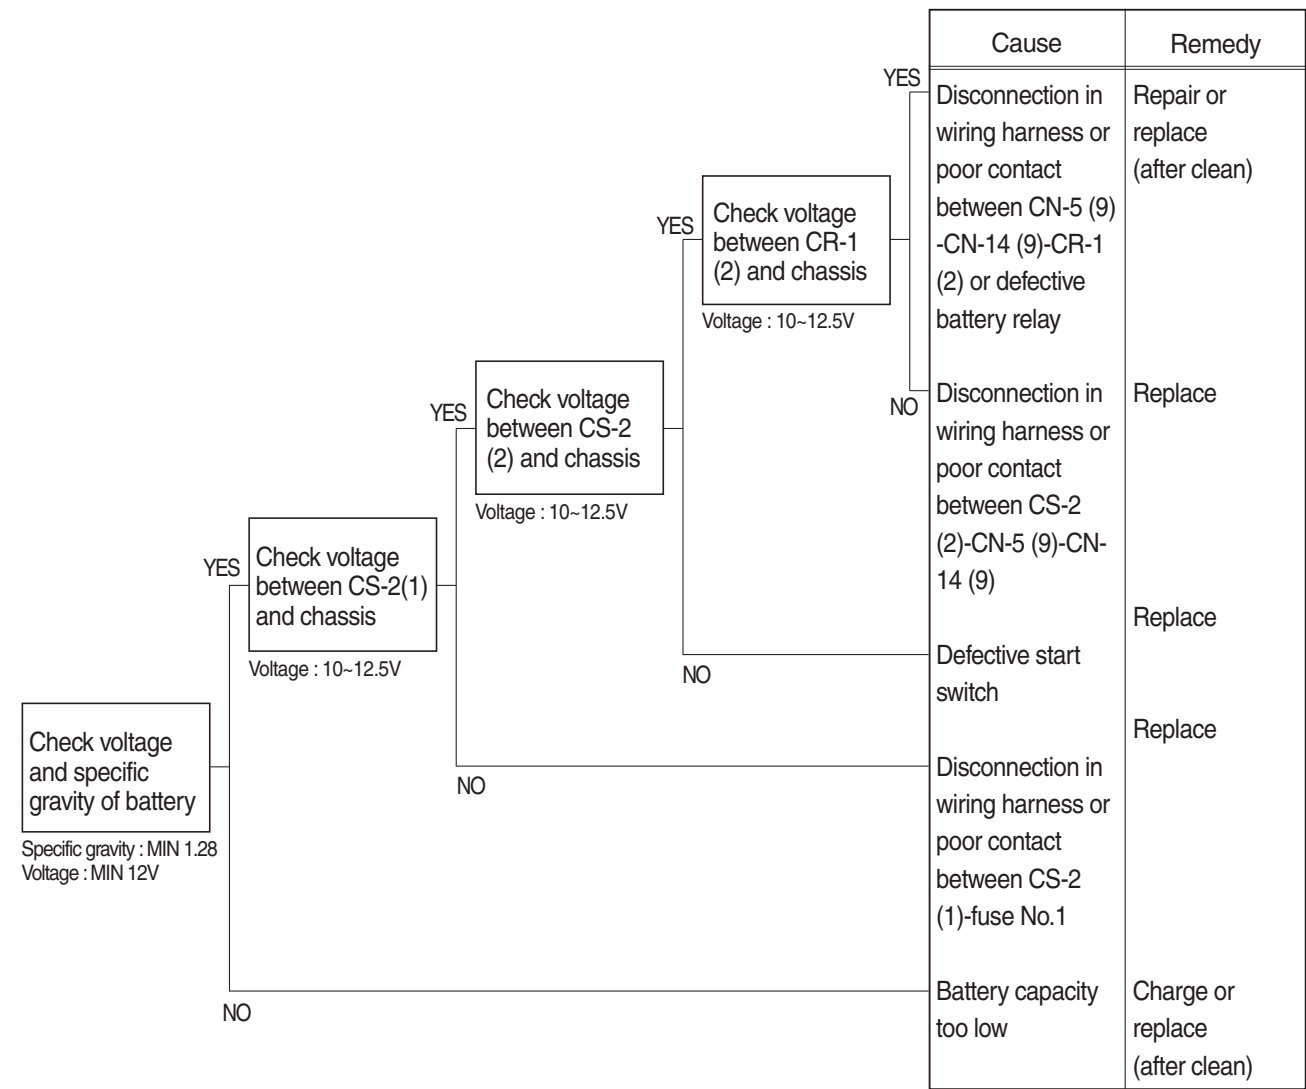 Cause
Remedy
YES
Disconnection in
wiring harness or
poor contact
between CN-5 (9)
-CN-14 (9)-CR-1
(2) or defective
battery relay
Repair or
replace
(after clean)
YES
Check voltage
between CR-1
(2) and chassis
Voltage : 10~12.5V
NO
Disconnection in
wiring harness or
poor contact
between CS-2
(2)-CN-5 (9)-CN-
14 (9)
Replace
YES
Check voltage
between CS-2
(2) and chassis
Voltage : 10~12.5V
NO
Defective start
switch
Replace
YES
Check voltage
between CS-2(1)
and chassis
Voltage : 10~12.5V
NO
Disconnection in
wiring harness or
poor contact
between CS-2
(1)-fuse No.1
Replace
Check voltage
and specific
gravity of battery
Specific gravity : MIN 1.28
Voltage : MIN 12V
NO
Battery capacity
too low
Charge or
replace
(after clean)